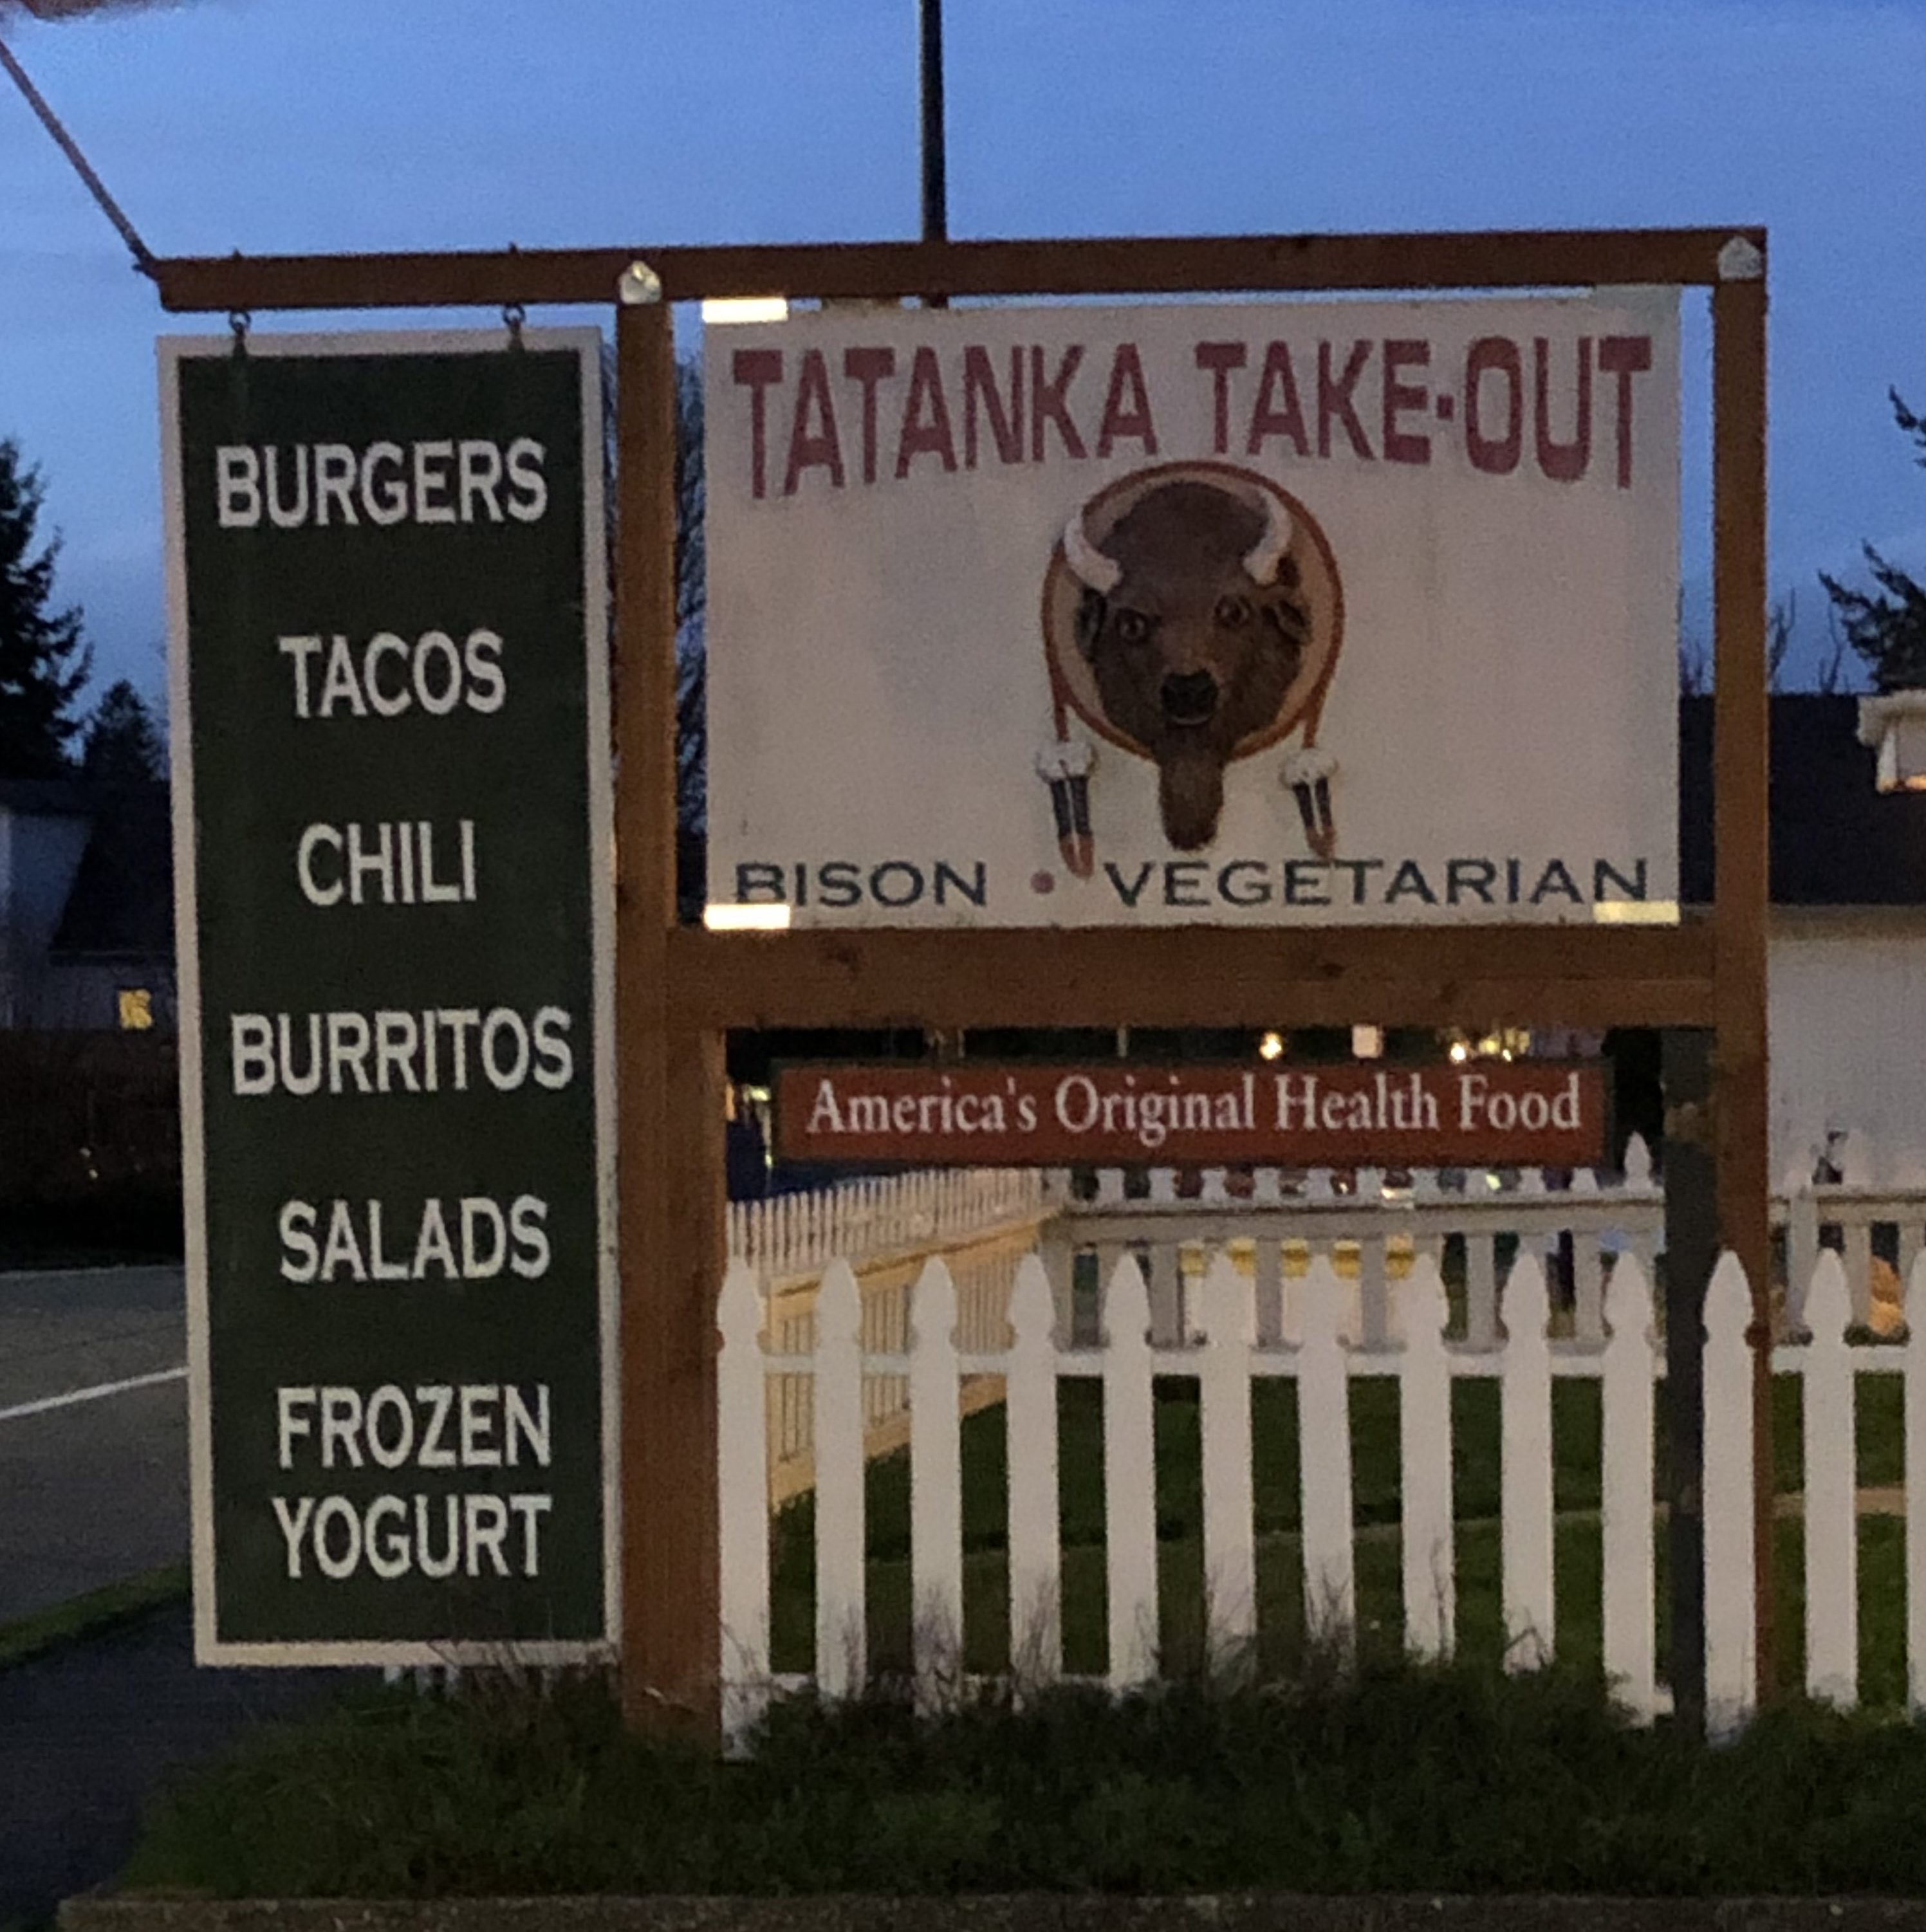 BURGERS
TACOS
CHILI
BURRITOS
SALADS
FROZEN
YOGURT
TATANKA TAKE-OUT
BISON • VEGETARIAN
America's Original Health Food